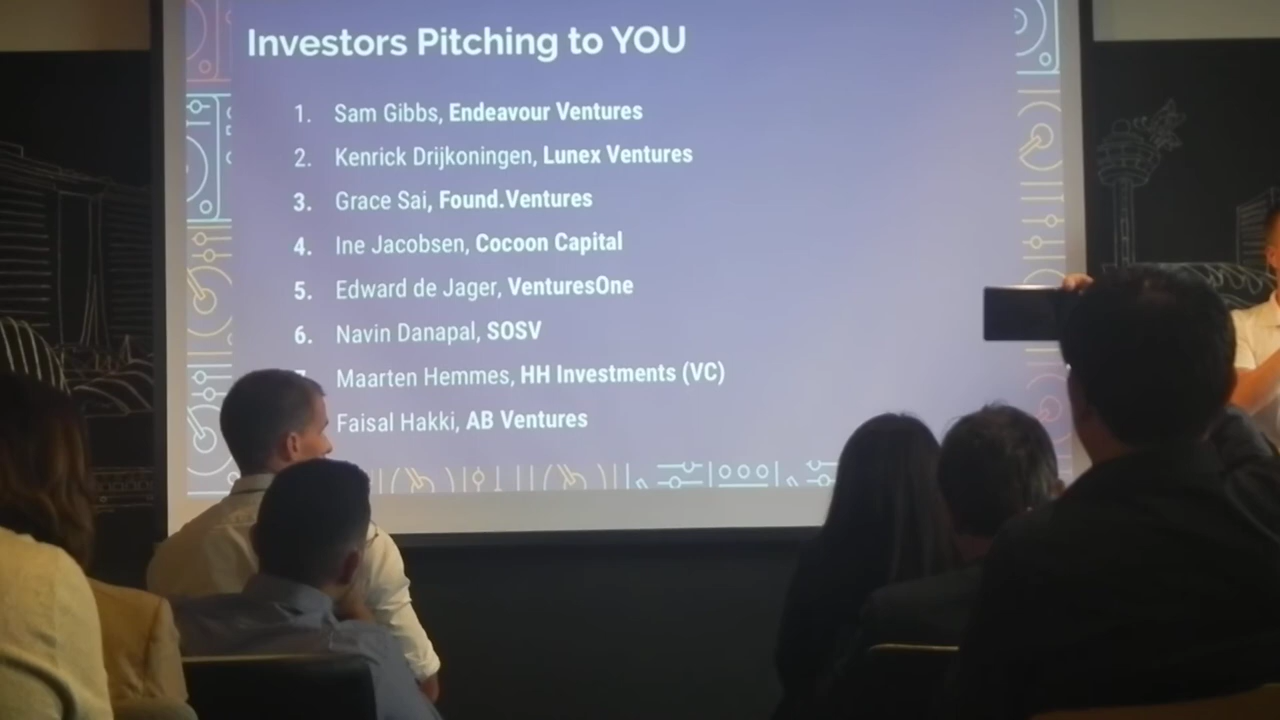 Investors Pitching to YOU
1. Sam Gibbs, Endeavour Ventures
2. Kenrick Drijkoningen, Lunex Ventures
3. Grace Sai, Found.Ventures
4. Ine Jacobsen, Cocoon Capital
5. Edward de Jager, VenturesOne
6. Navin Danapal, SOSV
Maarten Hemmes, HH Investments (VC)
Faisal Hakki, AB Ventures